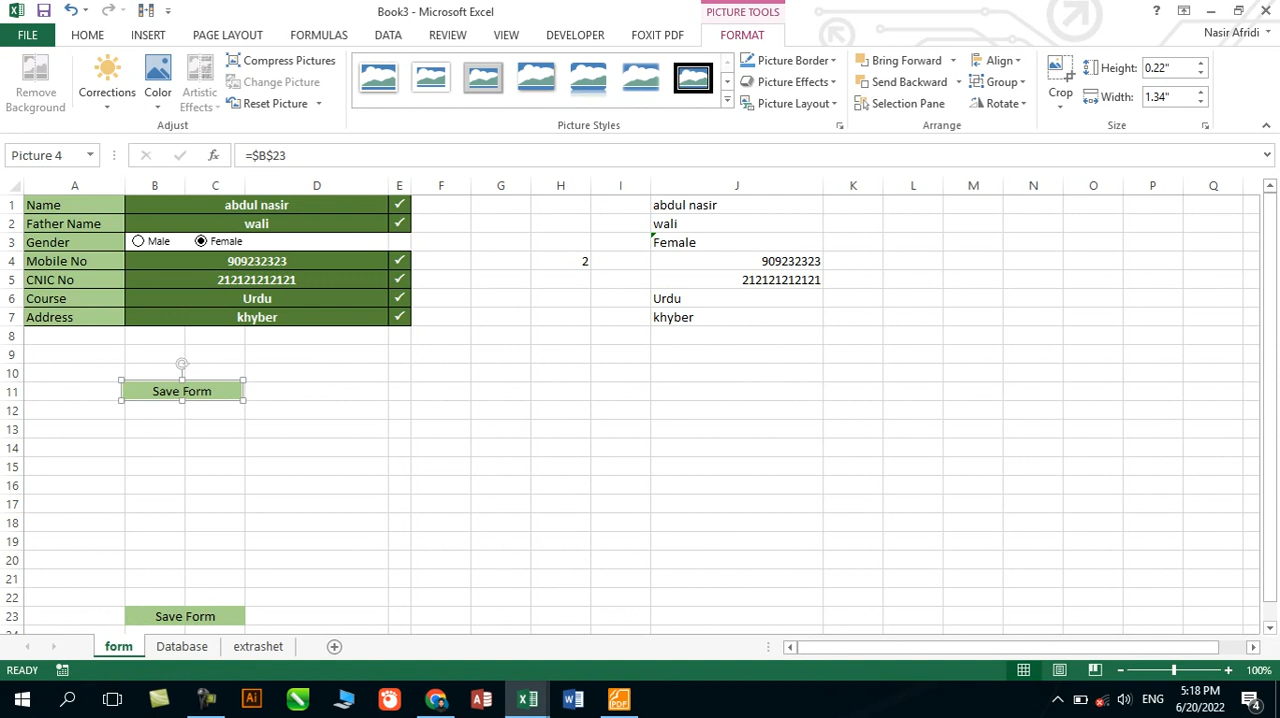 Book3 - Microsoft Excel
PICTURE TOOLS
?
FILE
HOME
INSERT
PAGE LAYOUT
FORMULAS
DATA
REVIEW
VIEW
DEVELOPER
FOXIT PDF
FORMAT
Nasir Afridi
Remove Background
Corrections
Color
Artistic Effects
Compress Pictures
Change Picture
Reset Picture
Adjust
Picture Styles
Picture Border
Picture Effects
Picture Layout
Bring Forward
Send Backward
Selection Pane
Align
Group
Rotate
Arrange
Crop
Height: 0.22"
Width: 1.34"
Size
Picture 4
fx
=$B$23
A B C D E F G H I J K L M N O P Q
1 Name abdul nasir ✓ abdul nasir
2 Father Name wali ✓ wali
3 Gender Male Female Female
4 Mobile No 909232323 ✓ 2 909232323
5 CNIC No 212121212121 ✓ 212121212121
6 Course Urdu ✓ Urdu
7 Address khyber ✓ khyber
8
9
10
11 Save Form
12
13
14
15
16
17
18
19
20
21
22
23 Save Form
24
form Database extrashet
READY
100%
ENG
5:18 PM
6/20/2022
4